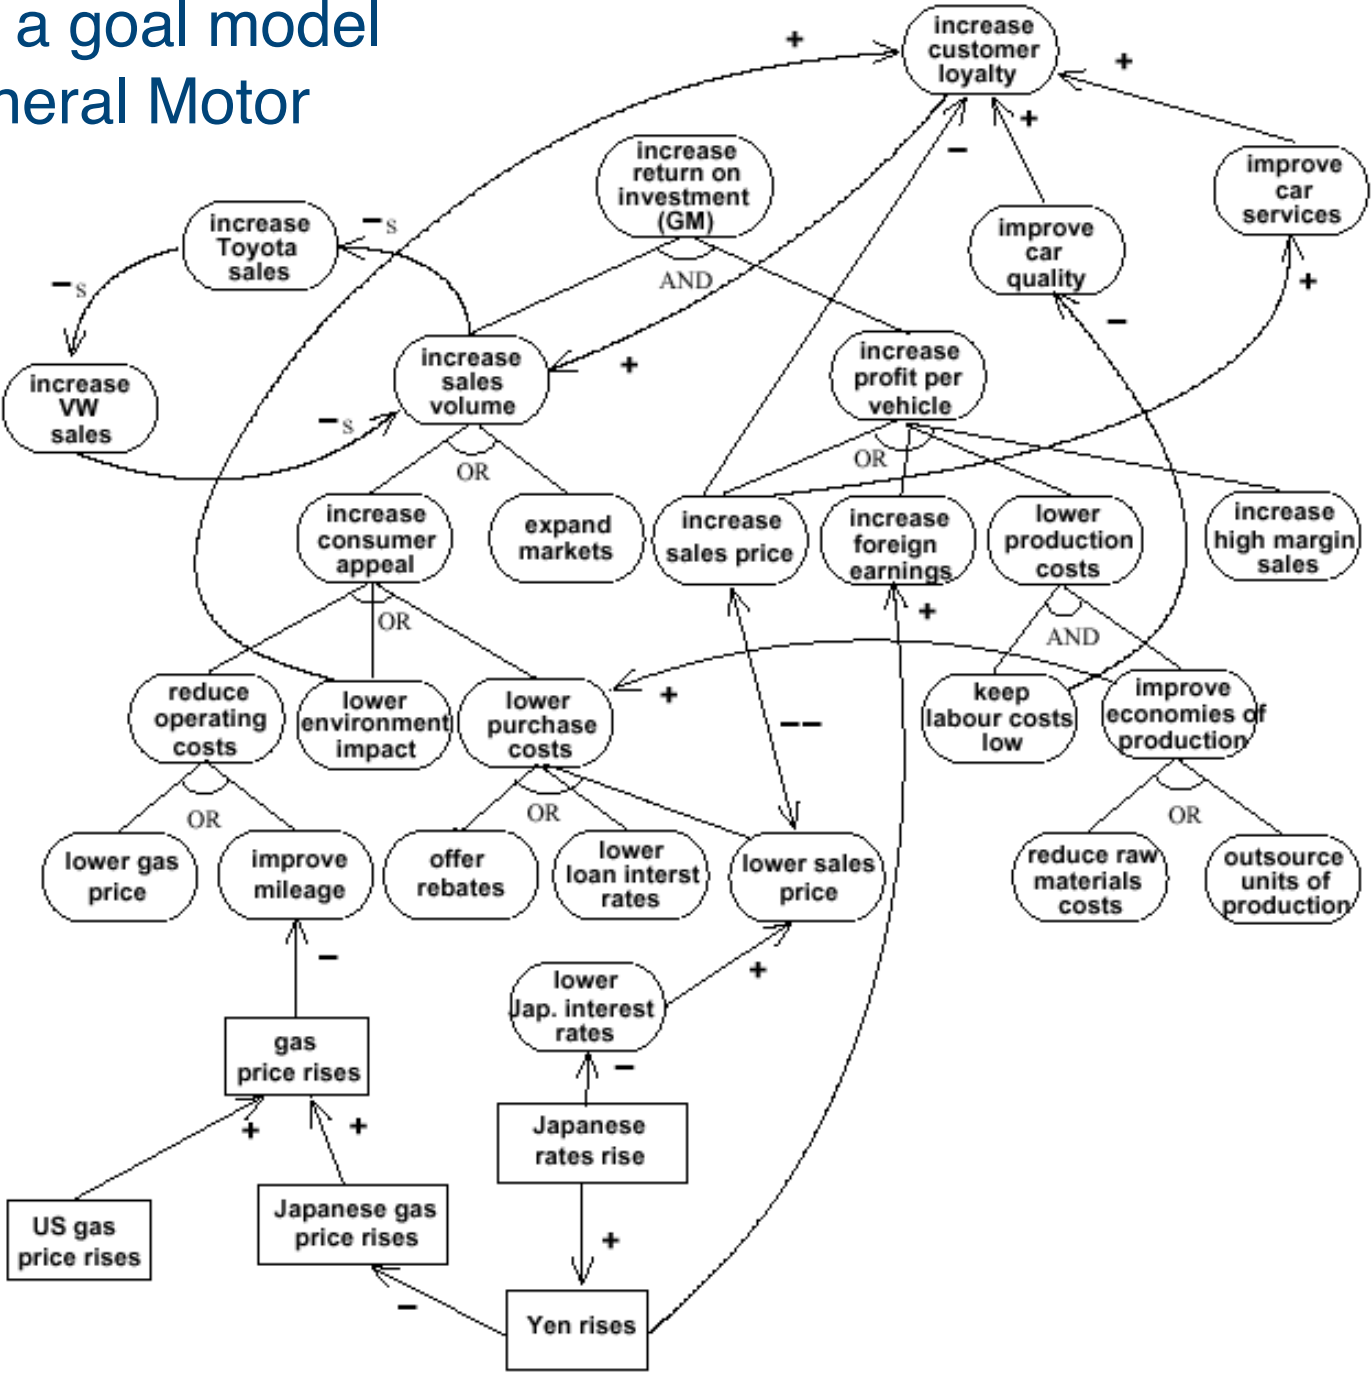 a goal model
neral Motor
+
increase
customer
loyalty
+
+
−
increase
return on
investment
(GM)
AND
improve
car
services
increase
Toyota
sales
−s
improve
car
quality
+
−
−s
increase
VW
sales
increase
sales
volume
+
increase
profit per
vehicle
−s
OR
OR
increase
consumer
appeal
expand
markets
increase
sales price
increase
foreign
earnings
lower
production
costs
increase
high margin
sales
OR
+
AND
reduce
operating
costs
lower
environment
impact
lower
purchase
costs
+
−−
keep
labour costs
low
improve
economies of
production
OR
OR
OR
lower gas
price
improve
mileage
offer
rebates
lower
loan interst
rates
lower sales
price
reduce raw
materials
costs
outsource
units of
production
−
lower
Jap. interest
rates
+
gas
price rises
−
+
+
Japanese
rates rise
US gas
price rises
Japanese gas
price rises
+
−
Yen rises